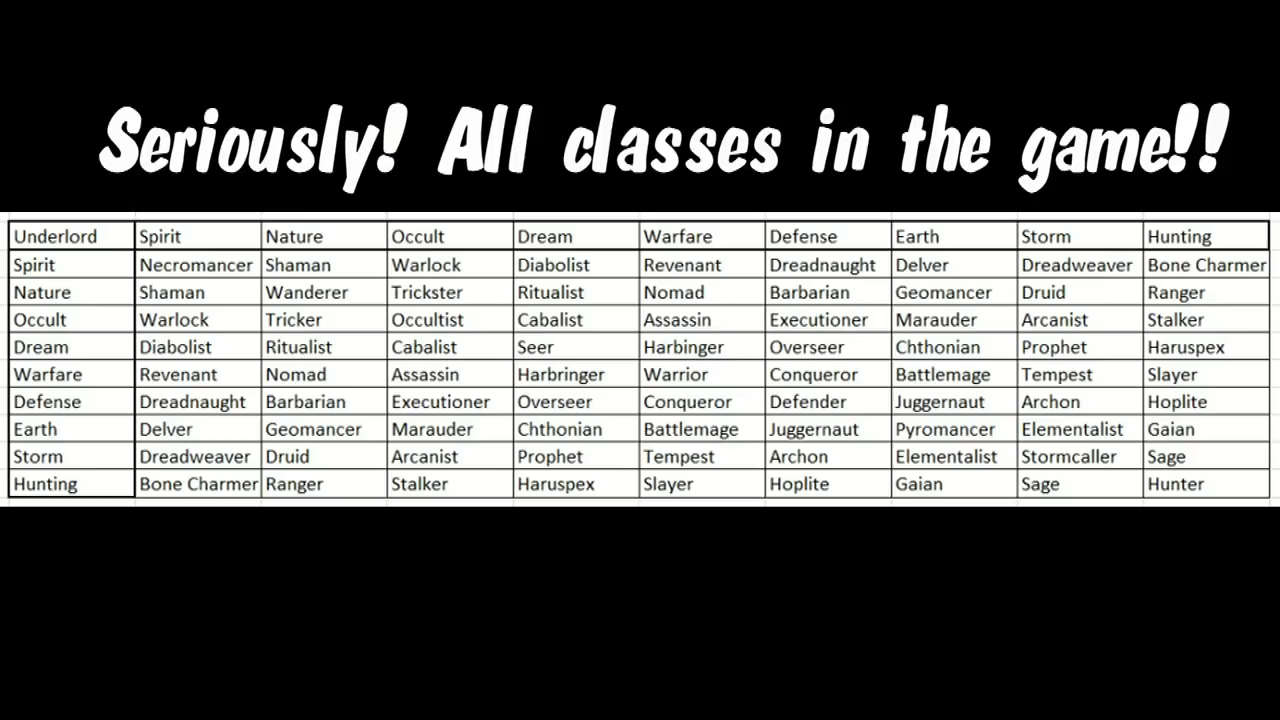 Seriously! All classes in the game!!
Underlord Spirit Nature Occult Dream Warfare Defense Earth Storm Hunting
Spirit Necromancer Shaman Warlock Diabolist Revenant Dreadnaught Delver Dreadweaver Bone Charmer
Nature Shaman Wanderer Trickster Ritualist Nomad Barbarian Geomancer Druid Ranger
Occult Warlock Tricker Occultist Cabalist Assassin Executioner Marauder Arcanist Stalker
Dream Diabolist Ritualist Cabalist Seer Harbinger Overseer Chthonian Prophet Haruspex
Warfare Revenant Nomad Assassin Harbringer Warrior Conqueror Battlemage Tempest Slayer
Defense Dreadnaught Barbarian Executioner Overseer Conqueror Defender Juggernaut Archon Hoplite
Earth Delver Geomancer Marauder Chthonian Battlemage Juggernaut Pyromancer Elementalist Gaian
Storm Dreadweaver Druid Arcanist Prophet Tempest Archon Elementalist Stormcaller Sage
Hunting Bone Charmer Ranger Stalker Haruspex Slayer Hoplite Gaian Sage Hunter